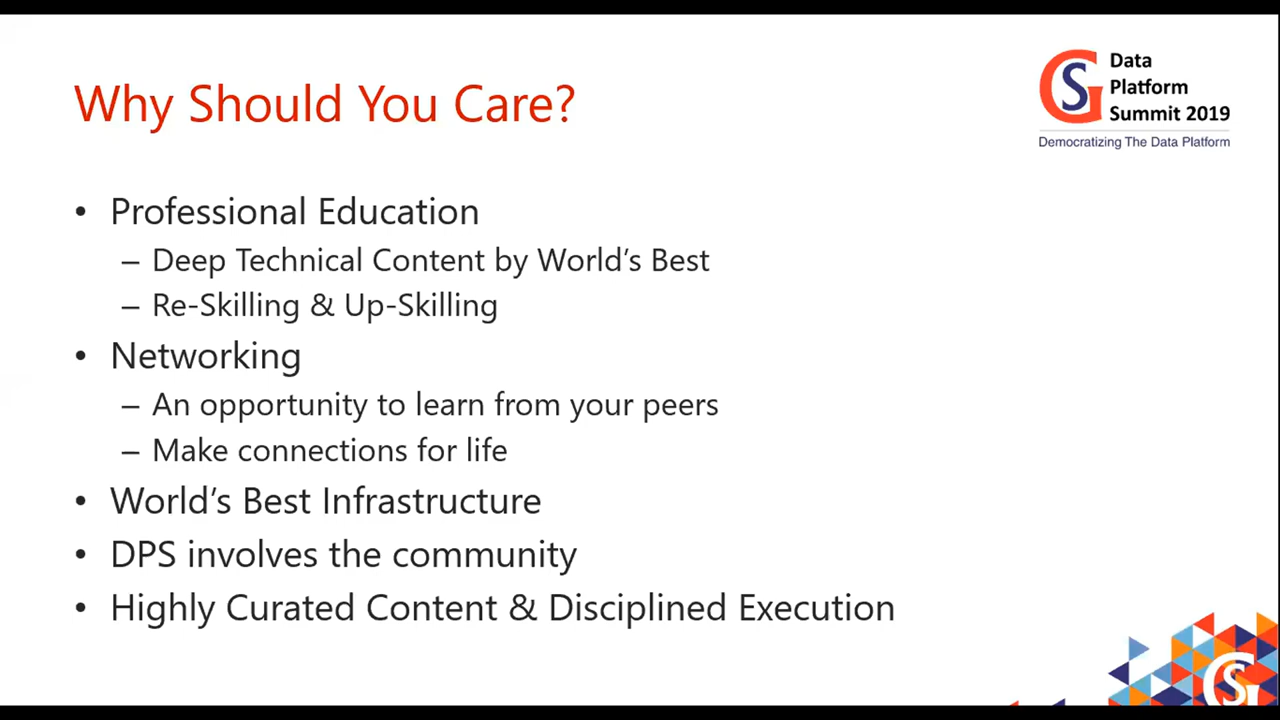 Why Should You Care?
Data
Platform
Summit 2019
Democratizing The Data Platform
• Professional Education
– Deep Technical Content by World's Best
– Re-Skilling & Up-Skilling
• Networking
– An opportunity to learn from your peers
– Make connections for life
• World's Best Infrastructure
• DPS involves the community
• Highly Curated Content & Disciplined Execution